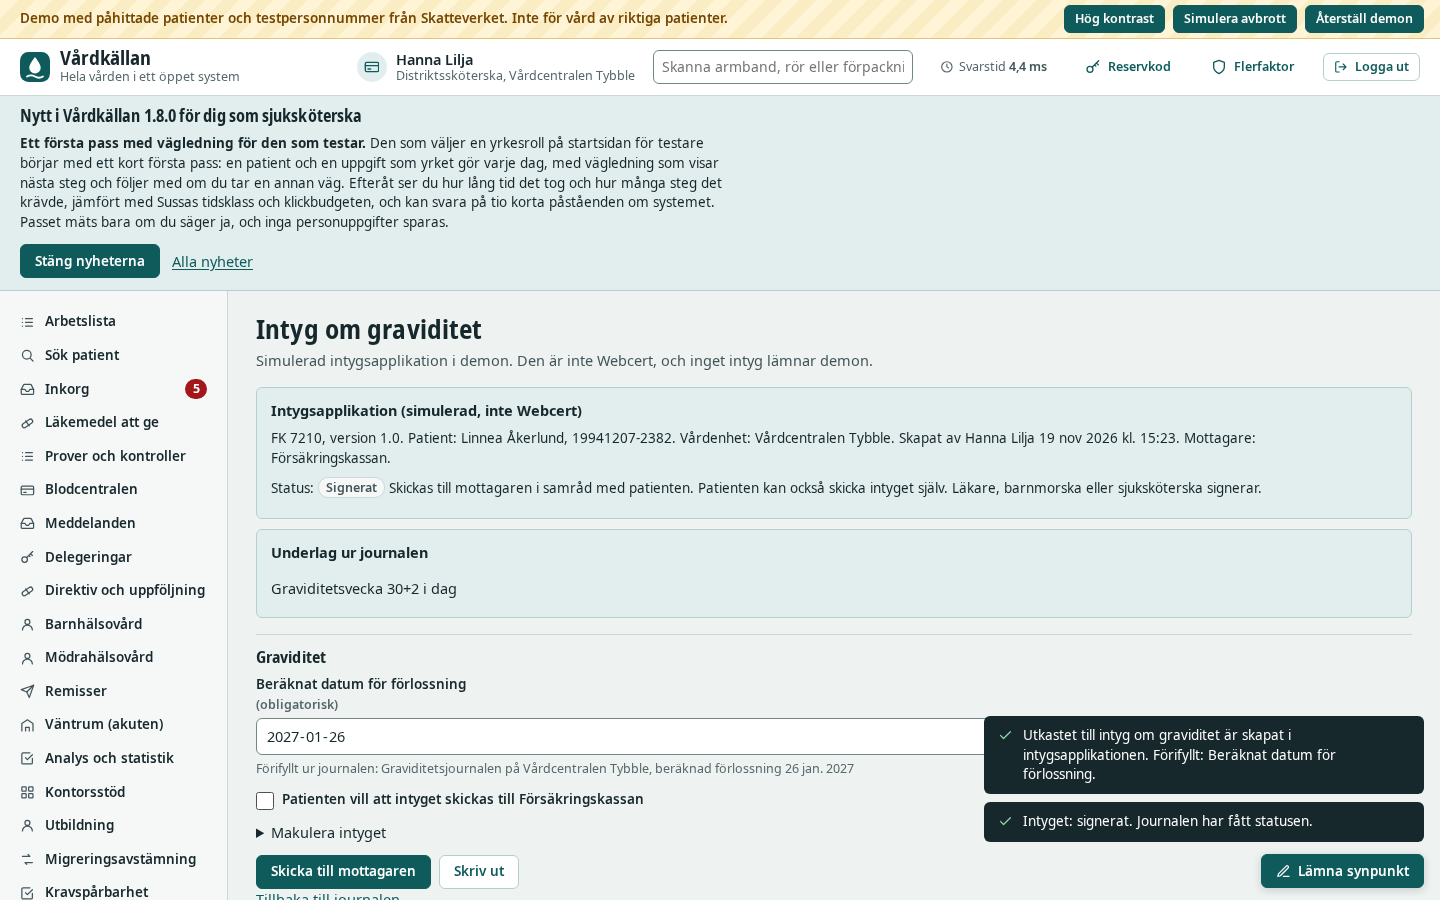 Demo med påhittade patienter och testpersonnummer från Skatteverket. Inte för vård av riktiga patienter.
Hög kontrast
Simulera avbrott
Återställ demon
Vårdkällan
Hela vården i ett öppet system
Hanna Lilja
Distriktssköterska, Vårdcentralen Tybble
Skanna armband, rör eller förpackni
Svarstid 4,4 ms
Reservkod
Flerfaktor
Logga ut
Nytt i Vårdkällan 1.8.0 för dig som sjuksköterska
Ett första pass med vägledning för den som testar. Den som väljer en yrkesroll på startsidan för testare
börjar med ett kort första pass: en patient och en uppgift som yrket gör varje dag, med vägledning som visar
nästa steg och följer med om du tar en annan väg. Efteråt ser du hur lång tid det tog och hur många steg det
krävde, jämfört med Sussas tidsklass och klickbudgeten, och kan svara på tio korta påståenden om systemet.
Passet mäts bara om du säger ja, och inga personuppgifter sparas.
Stäng nyheterna
Alla nyheter
Arbetslista
Sök patient
Inkorg
5
Läkemedel att ge
Prover och kontroller
Blodcentralen
Meddelanden
Delegeringar
Direktiv och uppföljning
Barnhälsovård
Mödrahälsovård
Remisser
Väntrum (akuten)
Analys och statistik
Kontorsstöd
Utbildning
Migreringsavstämning
Kravspårbarhet
Intyg om graviditet
Simulerad intygsapplikation i demon. Den är inte Webcert, och inget intyg lämnar demon.
Intygsapplikation (simulerad, inte Webcert)
FK 7210, version 1.0. Patient: Linnea Åkerlund, 19941207-2382. Vårdenhet: Vårdcentralen Tybble. Skapat av Hanna Lilja 19 nov 2026 kl. 15:23. Mottagare:
Försäkringskassan.
Status: Signerat Skickas till mottagaren i samråd med patienten. Patienten kan också skicka intyget själv. Läkare, barnmorska eller sjuksköterska signerar.
Underlag ur journalen
Graviditetsvecka 30+2 i dag
Graviditet
Beräknat datum för förlossning
(obligatorisk)
2027-01-26
Förifyllt ur journalen: Graviditetsjournalen på Vårdcentralen Tybble, beräknad förlossning 26 jan. 2027
Patienten vill att intyget skickas till Försäkringskassan
Makulera intyget
Skicka till mottagaren
Skriv ut
Tillbaka till journalen
Utkastet till intyg om graviditet är skapat i
intygsapplikationen. Förifyllt: Beräknat datum för
förlossning.
Intyget: signerat. Journalen har fått statusen.
Lämna synpunkt